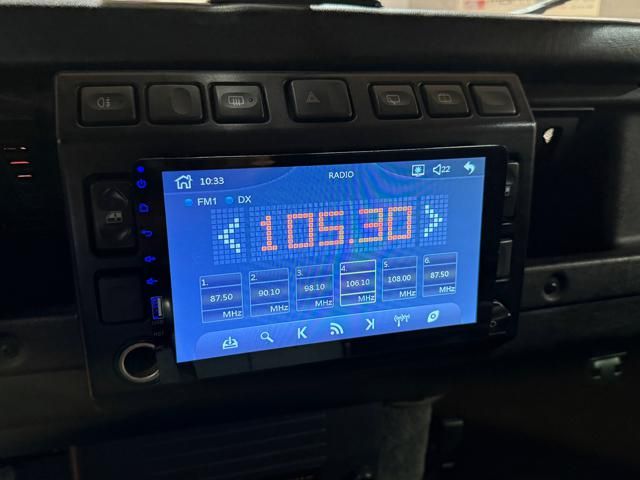 10:33 RADIO 22
FM1 DX
105.30
1. 2. 3. 4. 5. 6.
87.50 90.10 98.10 106.10 108.00 87.50
MHz MHz MHz MHz MHz MHz